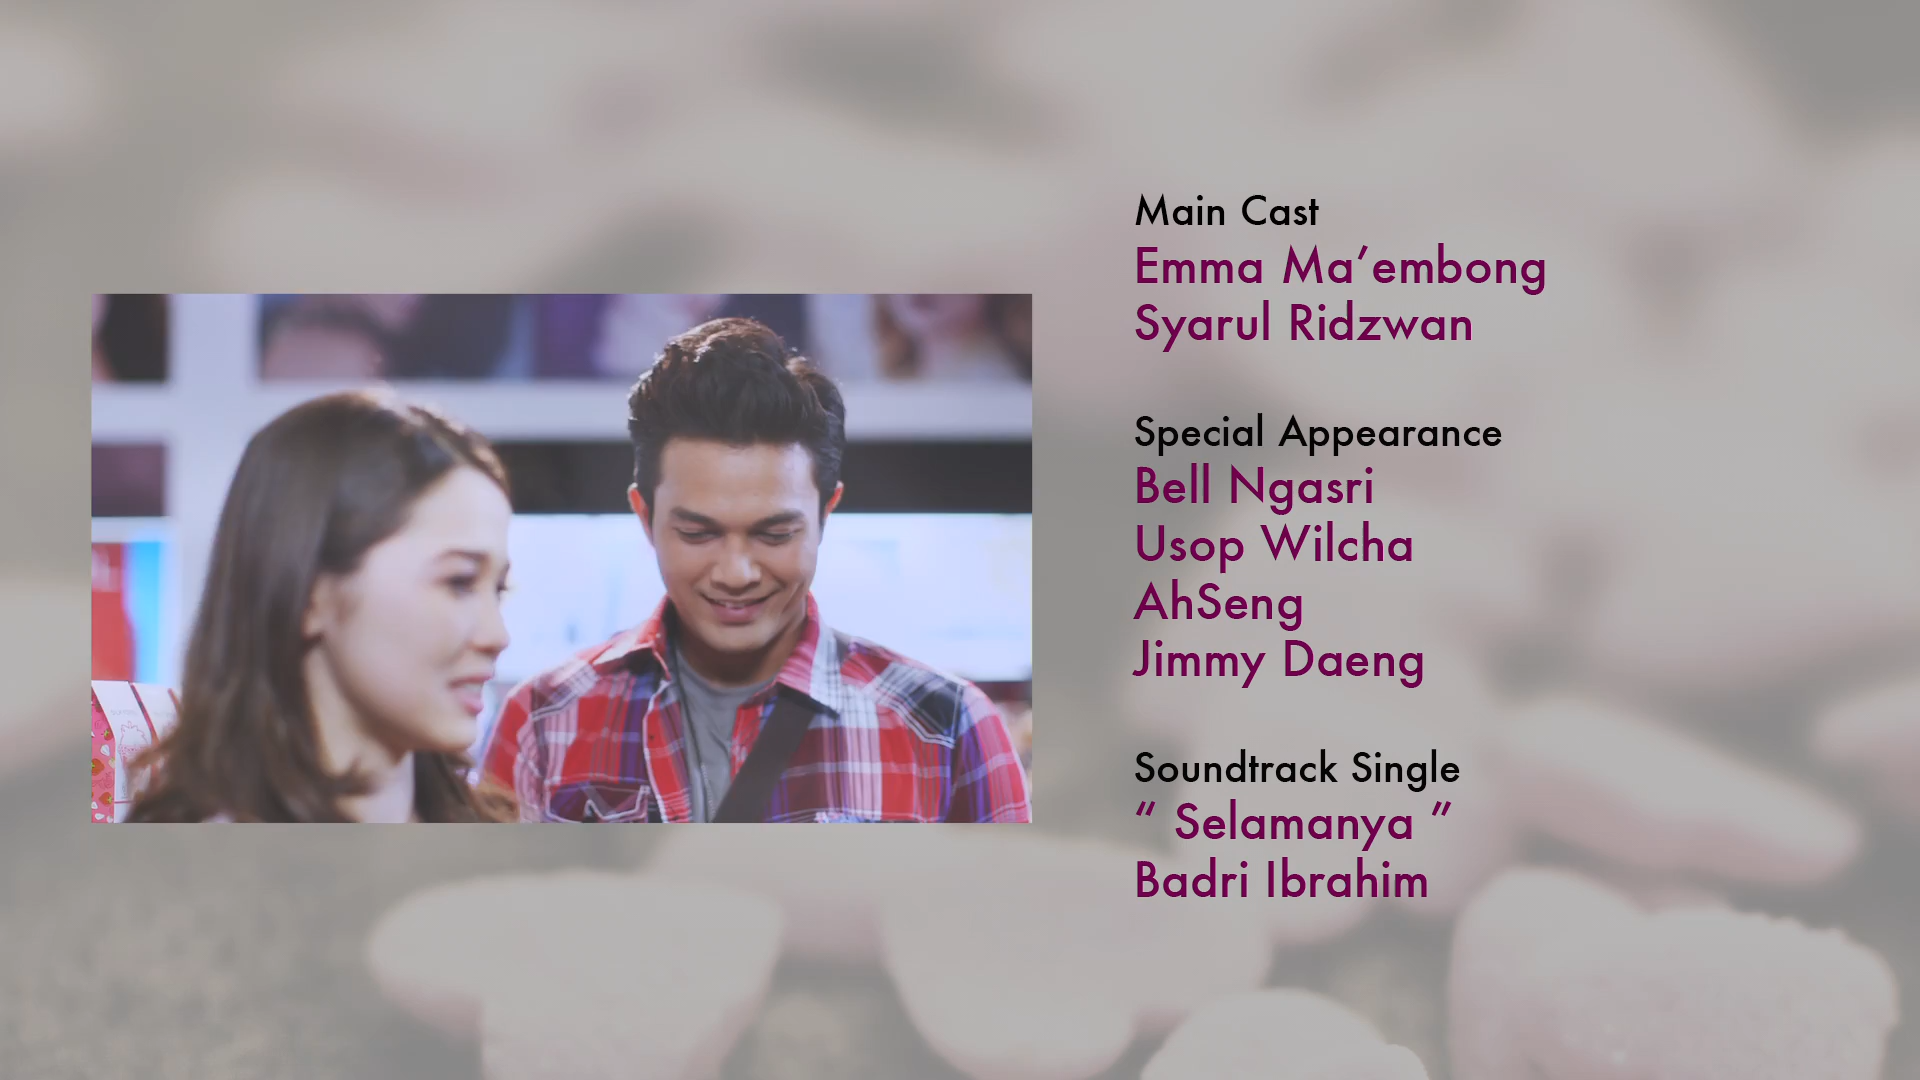 Main Cast
Emma Ma’embong
Syarul Ridzwan
Special Appearance
Bell Ngasri
Usop Wilcha
AhSeng
Jimmy Daeng
Soundtrack Single
“ Selamanya ”
Badri Ibrahim